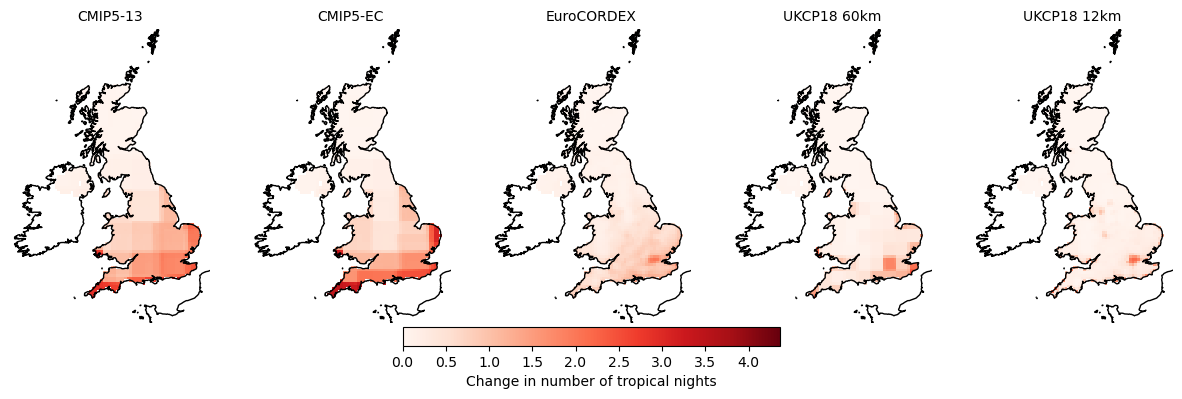 CMIP5-13 CMIP5-EC EuroCORDEX UKCP18 60km UKCP18 12km
0.0 0.5 1.0 1.5 2.0 2.5 3.0 3.5 4.0
Change in number of tropical nights